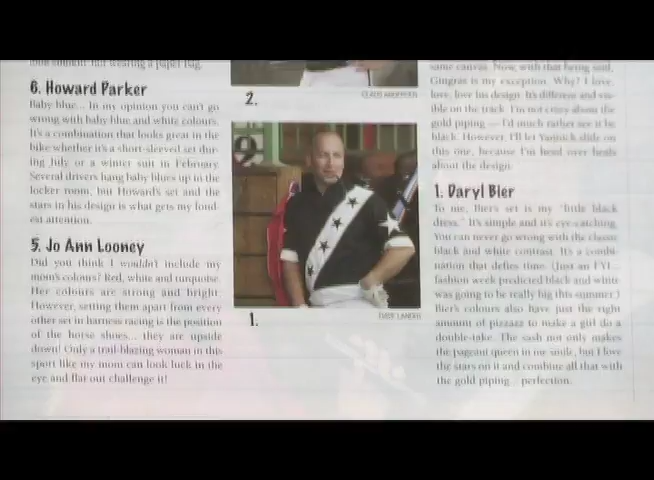 6. Howard Parker
Baby blue... In my opinion you can't go
wrong with baby blue and white colours.
It's a combination that looks great in the
bike whether it's a short-sleeved set dur-
ing July or a winter suit in February.
Several drivers hang baby blues up in the
locker room, but Howard's set and the
stars in his design is what gets my fond-
est attention.
5. Jo Ann Looney
Did you think I wouldn't include my
mom's colours? Red, white and turquoise.
Her colours are strong and bright.
However, setting them apart from every
other set in harness racing is the position
of the horse shoes... they are upside
down! Only a trail-blazing woman in this
sport like my mom can look luck in the
eye and flat out challenge it!
2.
1.
DAVE LANDRY
same canvas. Now, with that being said,
Gingras is my exception. Why? I love,
love, love his design. It's different and visi-
ble on the track. I'm not crazy about the
gold piping — I'd much rather see it be
black. However, I'll let Yannick slide on
this one, because I'm head over heals
about the design.
1. Daryl Bier
To me, Bier's set is my "little black
dress." It's simple and it's eye-catching.
You can never go wrong with the classic
black and white contrast. It's a combi-
nation that defies time. (Just an FYI...
fashion week predicted black and white
was going to be really big this summer.)
Bier's colours also have just the right
amount of pizzazz to make a girl do a
double-take. The sash not only makes
the pageant queen in me smile, but I love
the stars on it and combine all that with
the gold piping... perfection.